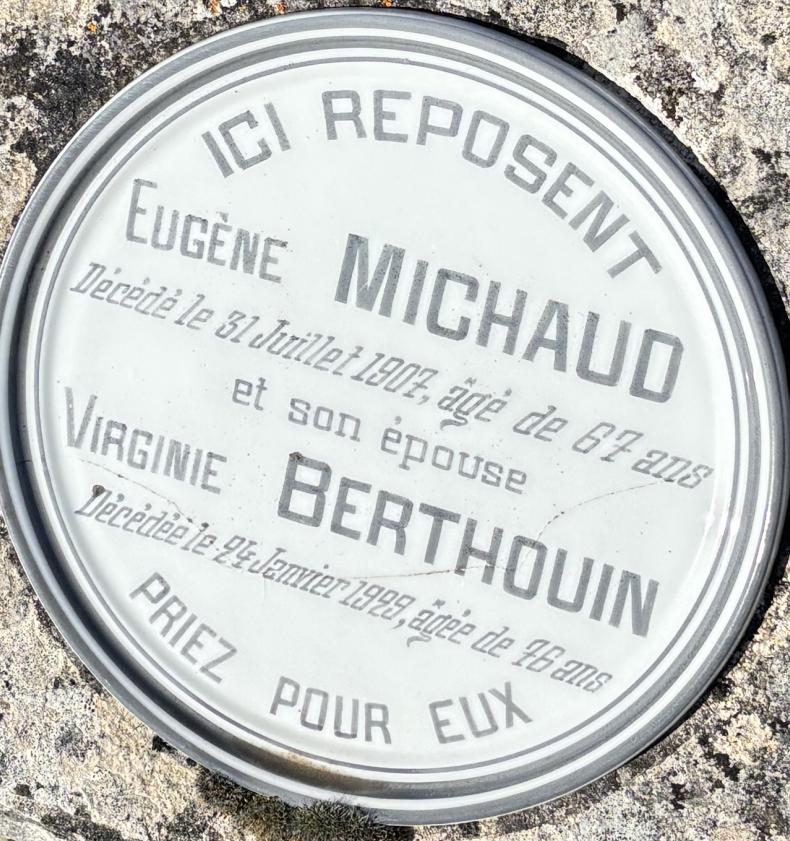 ICI REPOSENT
EUGÈNE MICHAUD
Décédé le 31 Juillet 1907, âgé de 67 ans
et son épouse
VIRGINIE BERTHOUIN
Décédée le 24 Janvier 1929, âgée de 76 ans
PRIEZ POUR EUX